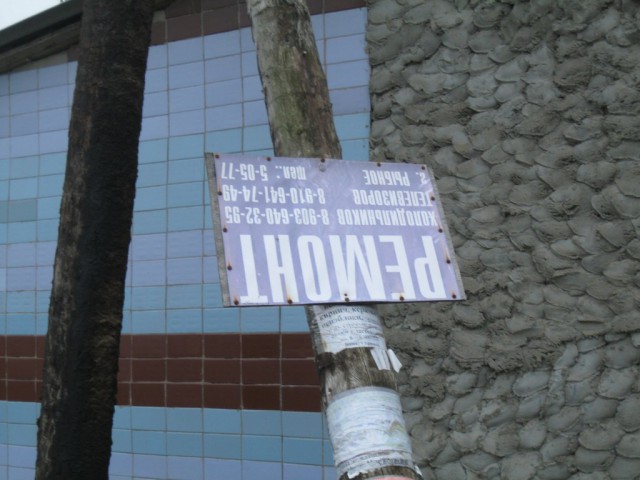 РЕМОНТ
ХОЛОДИЛЬНИКОВ 8-903-640-32-95
ТЕЛЕВИЗОРОВ 8-910-641-74-49
г. РЫБНОЕ тел.: 5-05-77